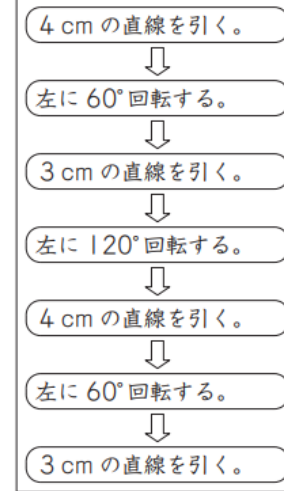 4 cm の直線を引く。
左に 60°回転する。
3 cm の直線を引く。
左に 120°回転する。
4 cm の直線を引く。
左に 60°回転する。
3 cm の直線を引く。